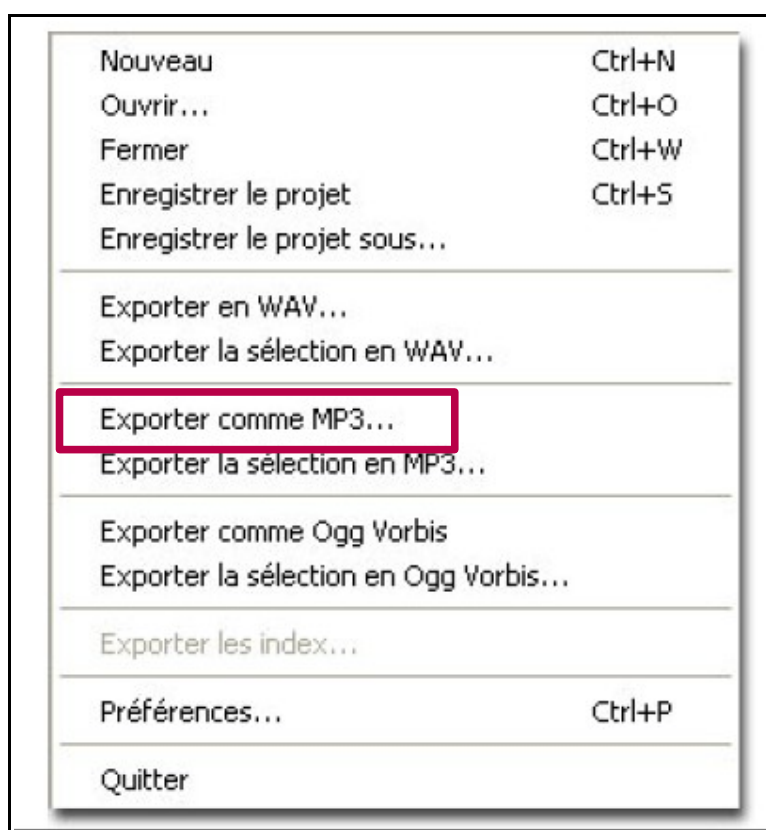 Nouveau Ctrl+N
Ouvrir... Ctrl+O
Fermer Ctrl+W
Enregistrer le projet Ctrl+S
Enregistrer le projet sous...
Exporter en WAV...
Exporter la sélection en WAV...
Exporter comme MP3...
Exporter la sélection en MP3...
Exporter comme Ogg Vorbis
Exporter la sélection en Ogg Vorbis...
Exporter les index...
Préférences... Ctrl+P
Quitter